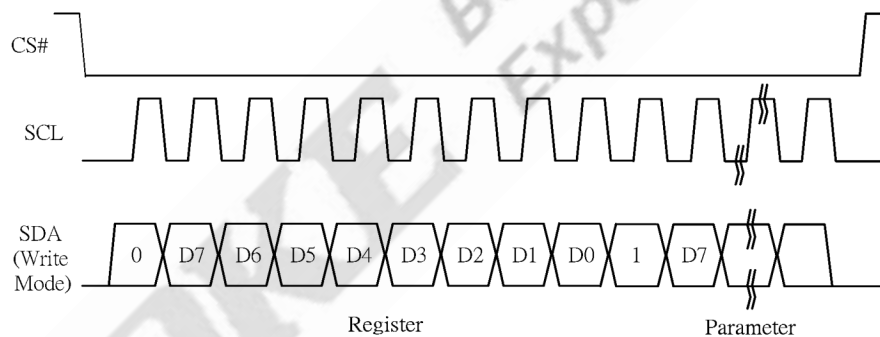 CS#
SCL
SDA
(Write
Mode)
0 D7 D6 D5 D4 D3 D2 D1 D0 1 D7
Register Parameter